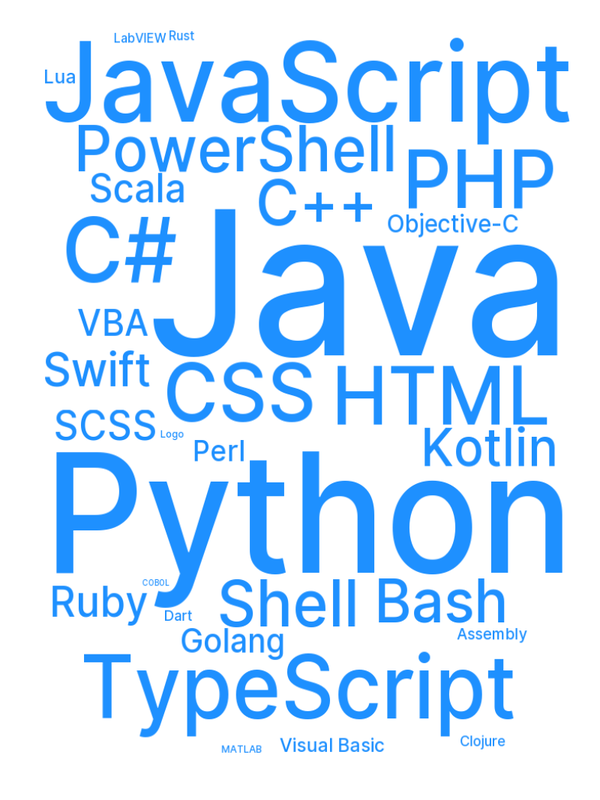 LabVIEW Rust
Lua
JavaScript
PowerShell
PHP
Scala
C++
Objective-C
C#
Java
VBA
Swift
CSS HTML
SCSS
Logo
Kotlin
Perl
Python
COBOL
Ruby
Dart
Shell Bash
Assembly
Golang
TypeScript
Clojure
MATLAB
Visual Basic